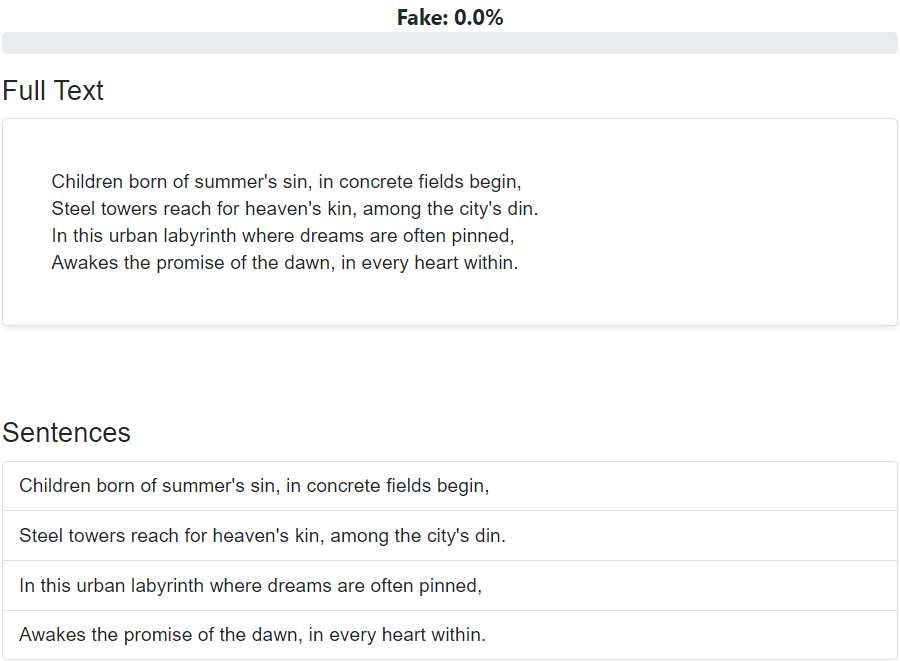 Fake: 0.0%
Full Text
Children born of summer's sin, in concrete fields begin,
Steel towers reach for heaven's kin, among the city's din.
In this urban labyrinth where dreams are often pinned,
Awakes the promise of the dawn, in every heart within.
Sentences
Children born of summer's sin, in concrete fields begin,
Steel towers reach for heaven's kin, among the city's din.
In this urban labyrinth where dreams are often pinned,
Awakes the promise of the dawn, in every heart within.